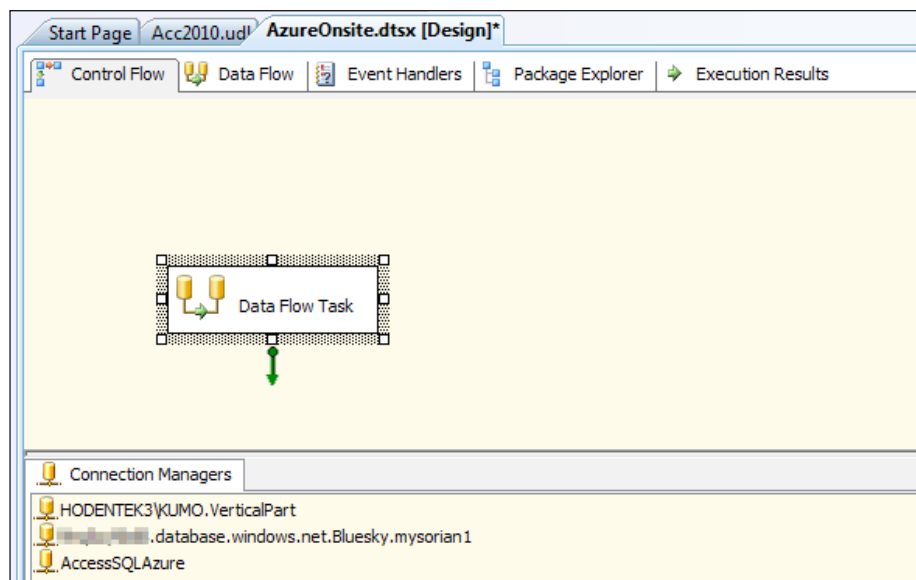 Start Page Acc2010.udl AzureOnsite.dtsx [Design]*
Control Flow Data Flow Event Handlers Package Explorer Execution Results
Data Flow Task
Connection Managers
HODENTEK3\KUMO.VerticalPart
.database.windows.net.Bluesky.mysorian1
AccessSQLAzure